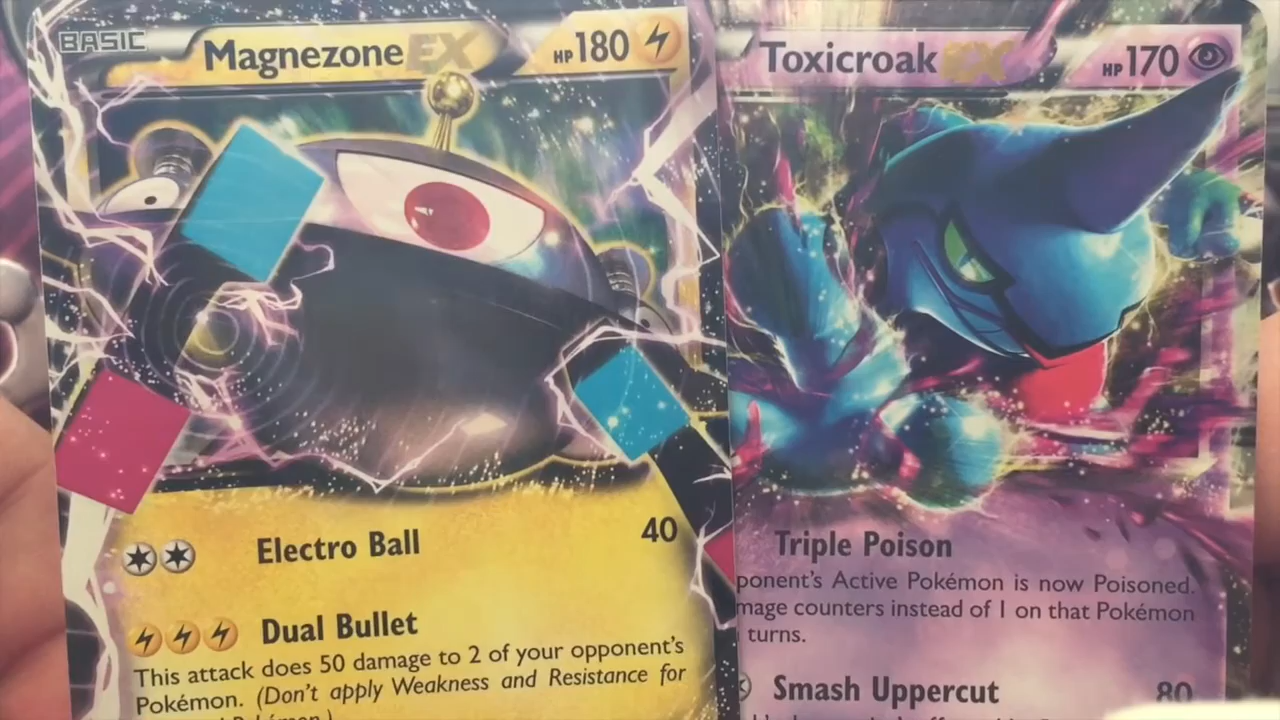 BASIC
Magnezone EX HP180
Electro Ball 40
Dual Bullet
This attack does 50 damage to 2 of your opponent's
Pokémon. (Don't apply Weakness and Resistance for
Toxicroak EX HP170
Triple Poison
ponent's Active Pokémon is now Poisoned.
mage counters instead of 1 on that Pokémon
turns.
Smash Uppercut 80